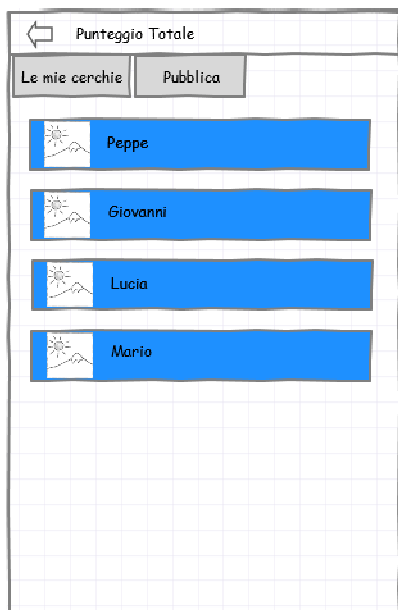 Punteggio Totale
Le mie cerchie
Pubblica
Peppe
Giovanni
Lucia
Mario